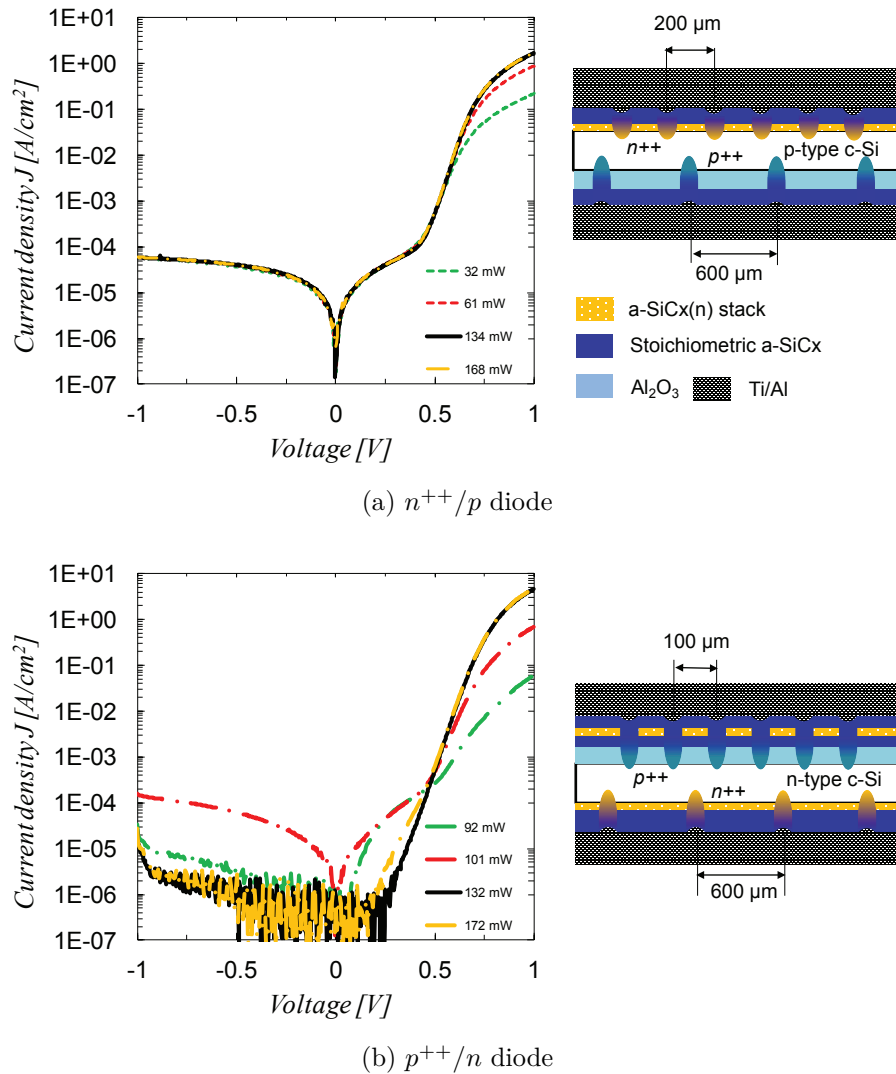 Current density J [A/cm²]
1E+01
1E+00
1E-01
1E-02
1E-03
1E-04
1E-05
1E-06
1E-07
-1
-0.5
0
0.5
1
Voltage [V]
32 mW
61 mW
134 mW
168 mW
200 µm
n++
p++
p-type c-Si
600 µm
a-SiCx(n) stack
Stoichiometric a-SiCx
Al₂O₃
Ti/Al
(a) n⁺⁺/p diode
Current density J [A/cm²]
1E+01
1E+00
1E-01
1E-02
1E-03
1E-04
1E-05
1E-06
1E-07
-1
-0.5
0
0.5
1
Voltage [V]
92 mW
101 mW
132 mW
172 mW
100 µm
p++
n++
n-type c-Si
600 µm
(b) p⁺⁺/n diode